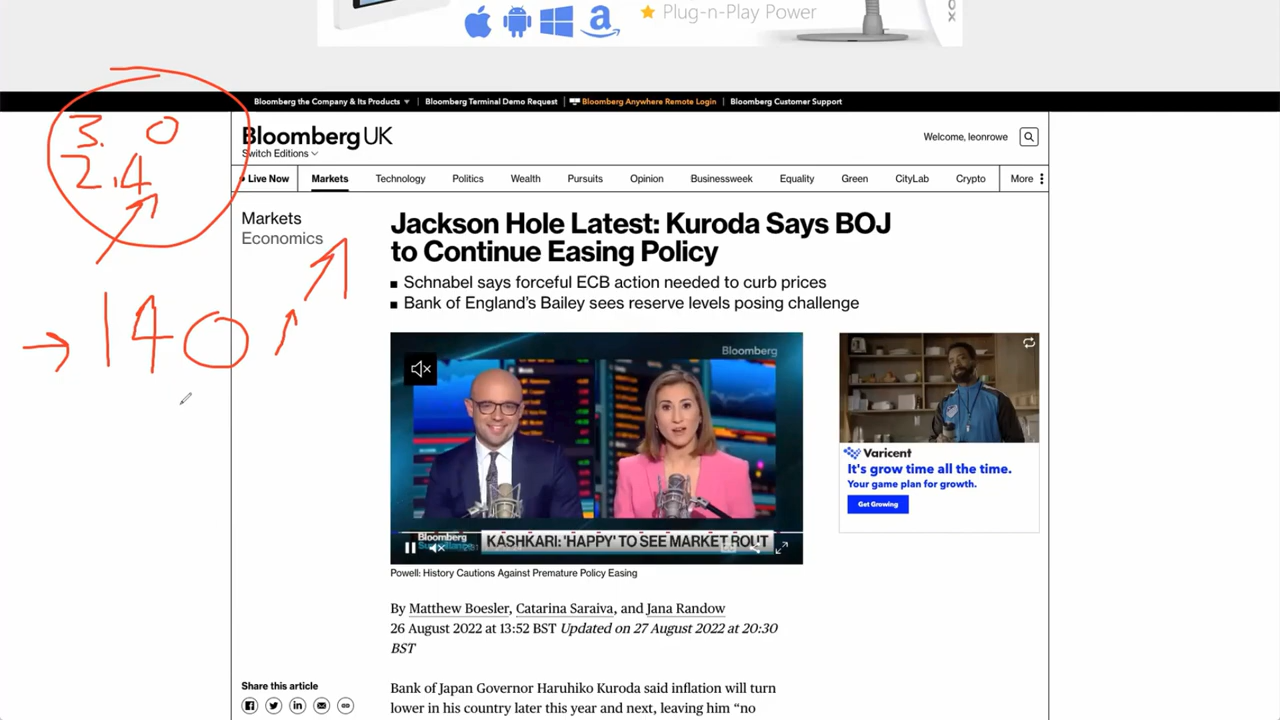 Plug-n-Play Power
Bloomberg the Company & Its Products
Bloomberg Terminal Demo Request
Bloomberg Anywhere Remote Login
Bloomberg Customer Support
3. 0
2.4
140
Bloomberg UK
Switch Editions
Welcome, leonrowe
Live Now
Markets
Technology
Politics
Wealth
Pursuits
Opinion
Businessweek
Equality
Green
CityLab
Crypto
More
Markets
Economics
Jackson Hole Latest: Kuroda Says BOJ
to Continue Easing Policy
Schnabel says forceful ECB action needed to curb prices
Bank of England's Bailey sees reserve levels posing challenge
Bloomberg
Bloomberg
KASHKARI: 'HAPPY' TO SEE MARKET ROUT
Powell: History Cautions Against Premature Policy Easing
Varicent
It's grow time all the time.
Your game plan for growth.
Get Growing
By Matthew Boesler, Catarina Saraiva, and Jana Randow
26 August 2022 at 13:52 BST Updated on 27 August 2022 at 20:30
BST
Share this article
Bank of Japan Governor Haruhiko Kuroda said inflation will turn
lower in his country later this year and next, leaving him “no